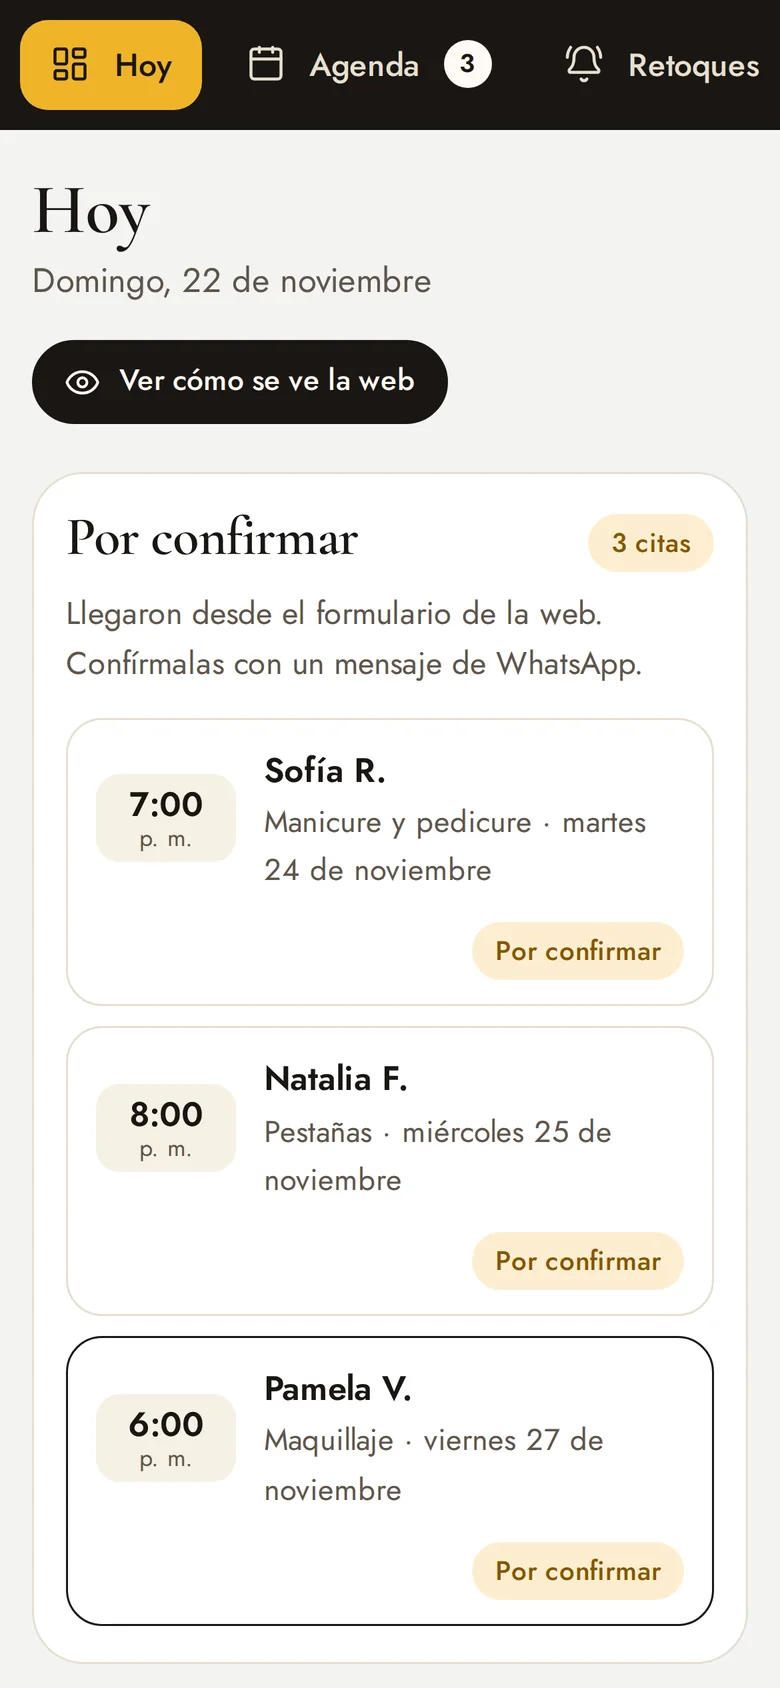 Hoy
Agenda 3
Retoques
Hoy
Domingo, 22 de noviembre
Ver cómo se ve la web
Por confirmar
3 citas
Llegaron desde el formulario de la web.
Confírmalas con un mensaje de WhatsApp.
7:00
p. m.
Sofía R.
Manicure y pedicure · martes
24 de noviembre
Por confirmar
8:00
p. m.
Natalia F.
Pestañas · miércoles 25 de
noviembre
Por confirmar
6:00
p. m.
Pamela V.
Maquillaje · viernes 27 de
noviembre
Por confirmar